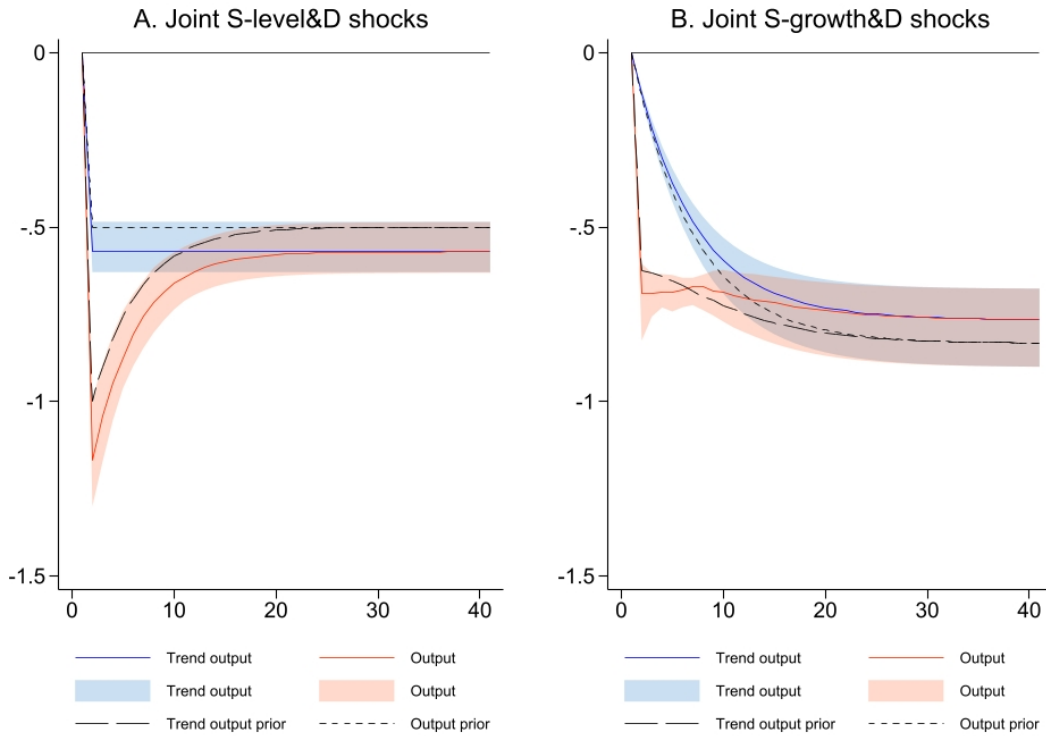 A. Joint S-level&D shocks
0
-.5
-1
-1.5
0 10 20 30 40
Trend output Output
Trend output Output
Trend output prior Output prior
B. Joint S-growth&D shocks
0
-.5
-1
-1.5
0 10 20 30 40
Trend output Output
Trend output Output
Trend output prior Output prior